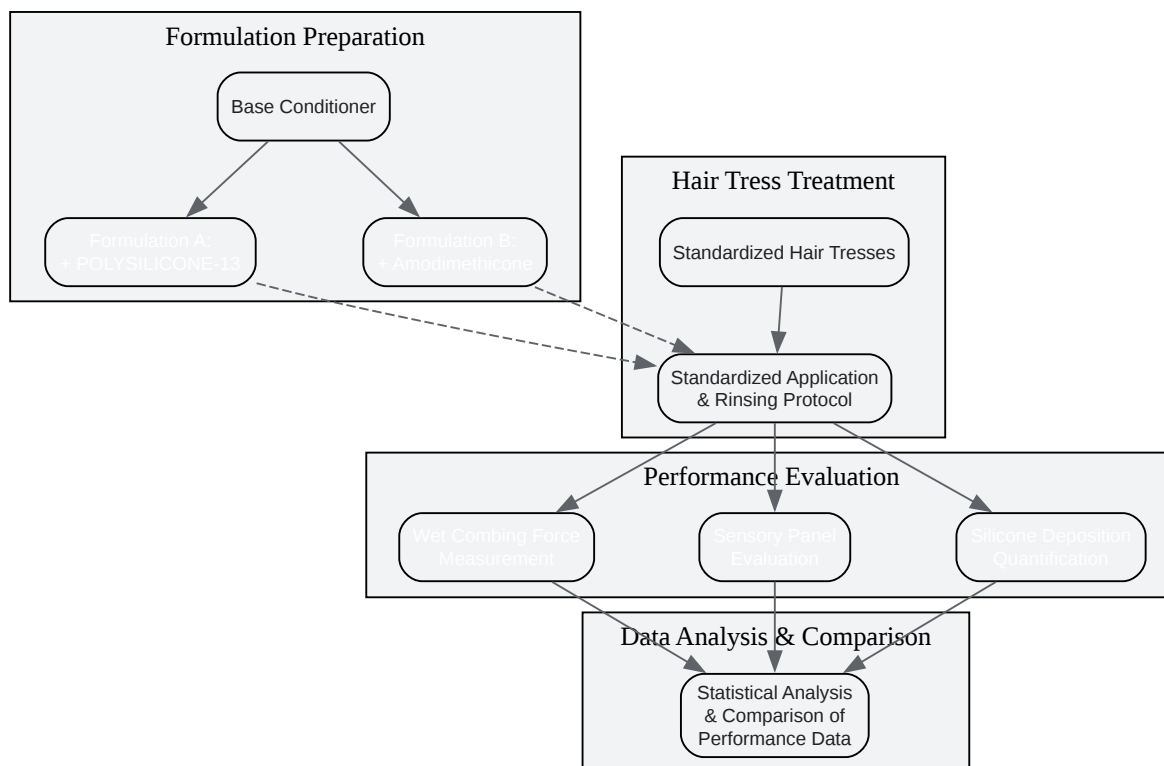 Formulation Preparation
Base Conditioner
Formulation A:
+ POLYSILICONE-13
Formulation B:
+ Amodimethicone
Hair Tress Treatment
Standardized Hair Tresses
Standardized Application
& Rinsing Protocol
Performance Evaluation
Wet Combing Force
Measurement
Sensory Panel
Evaluation
Silicone Deposition
Quantification
Data Analysis & Comparison
Statistical Analysis
& Comparison of
Performance Data